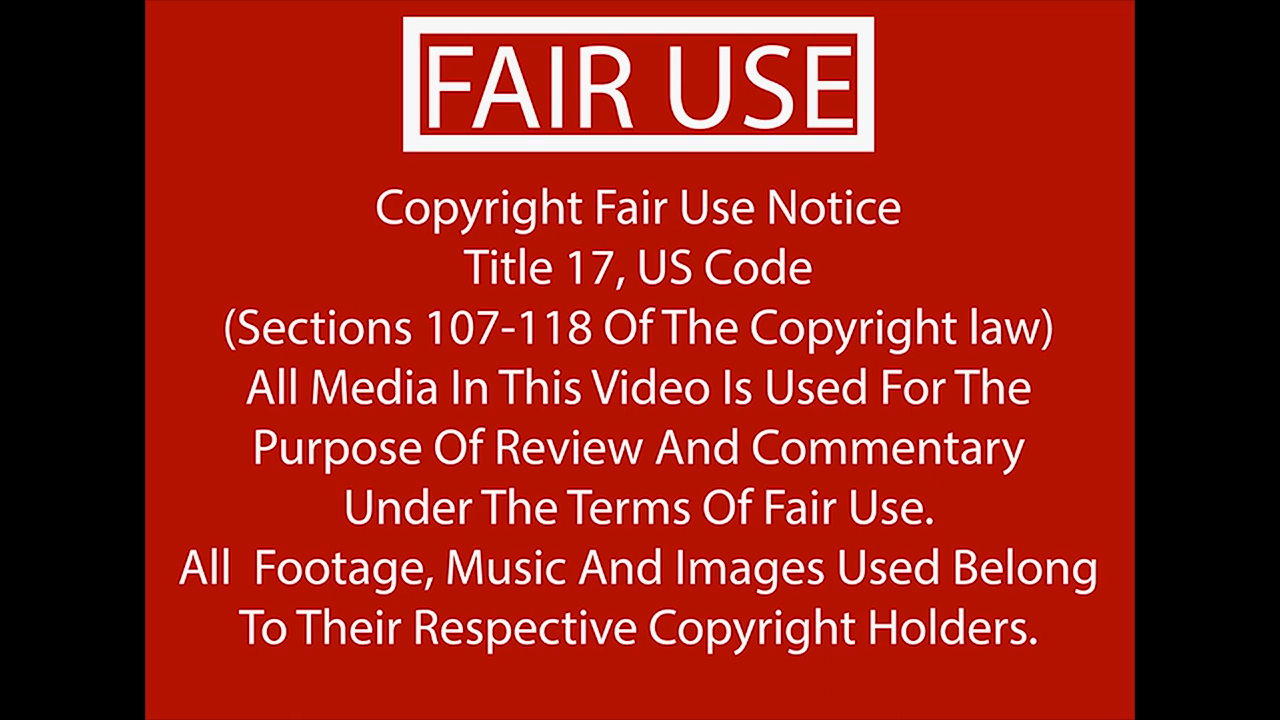 FAIR USE
Copyright Fair Use Notice
Title 17, US Code
(Sections 107-118 Of The Copyright law)
All Media In This Video Is Used For The
Purpose Of Review And Commentary
Under The Terms Of Fair Use.
All  Footage, Music And Images Used Belong
To Their Respective Copyright Holders.